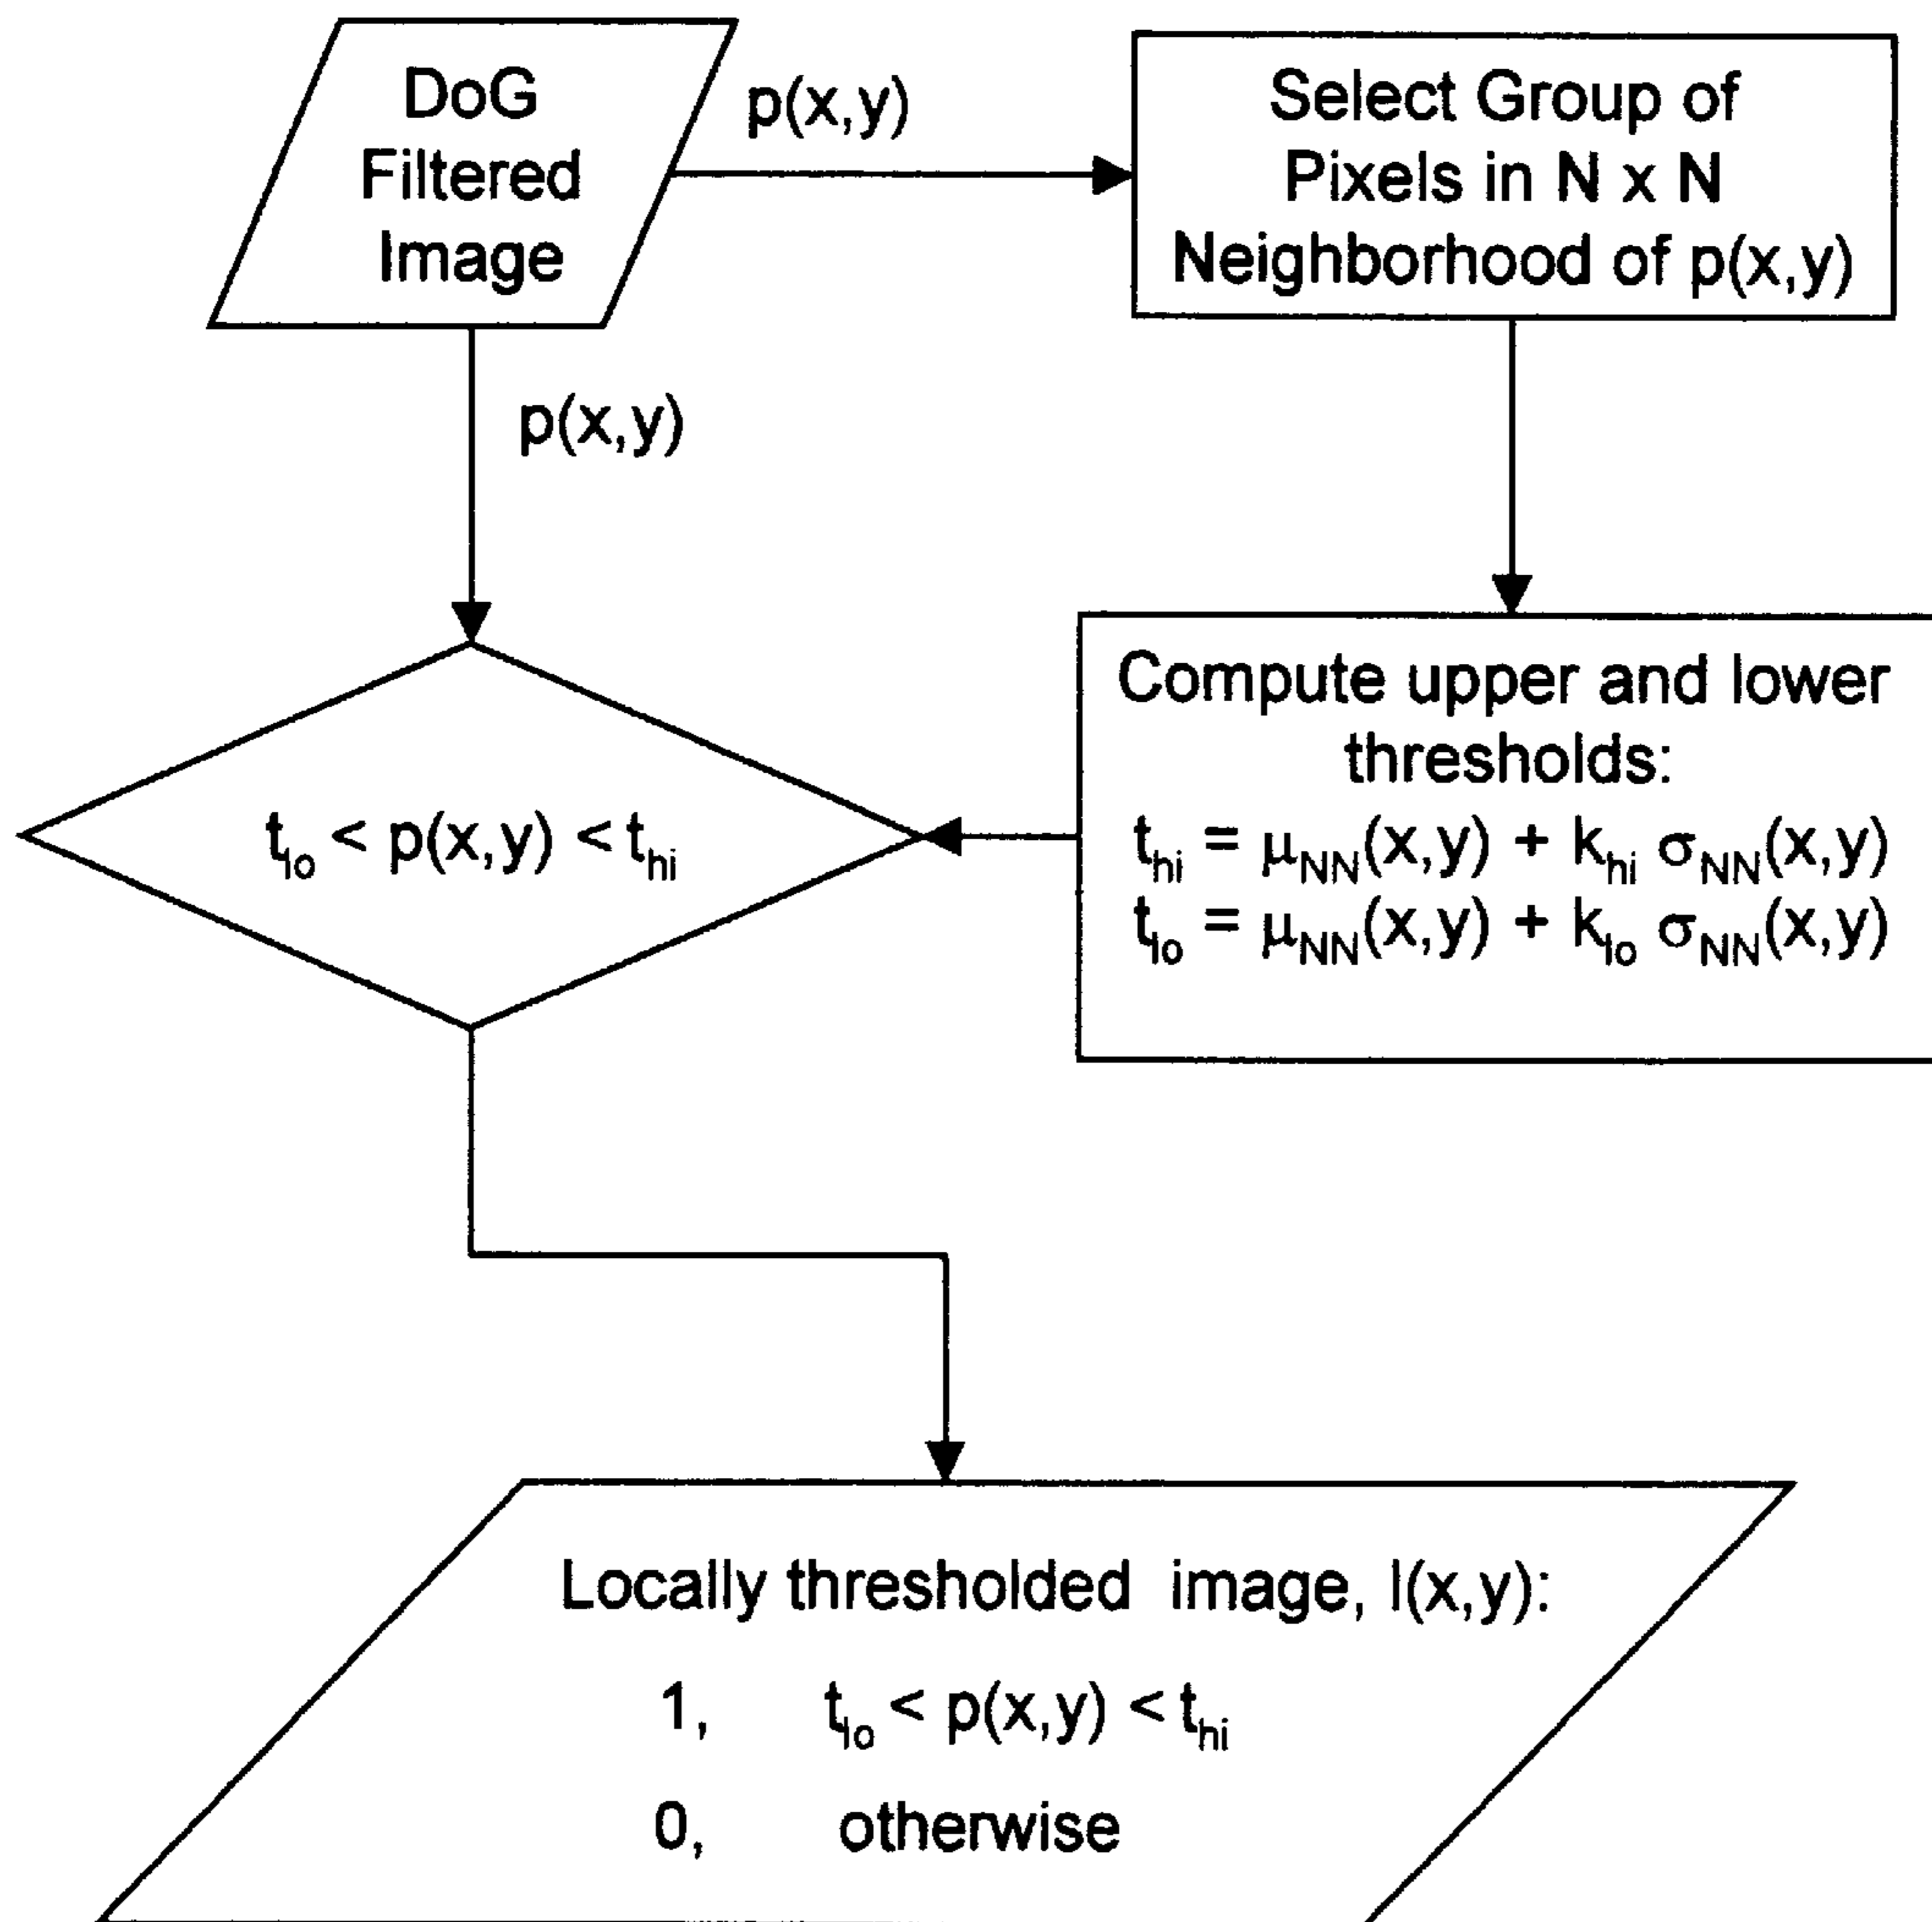 DoG
Filtered
Image
p(x,y)
Select Group of
Pixels in N x N
Neighborhood of p(x,y)
p(x,y)
Compute upper and lower
thresholds:
t_hi = μ_NN(x,y) + k_hi σ_NN(x,y)
t_lo = μ_NN(x,y) + k_lo σ_NN(x,y)
t_lo < p(x,y) < t_hi
Locally thresholded image, l(x,y):
1, t_lo < p(x,y) < t_hi
0, otherwise